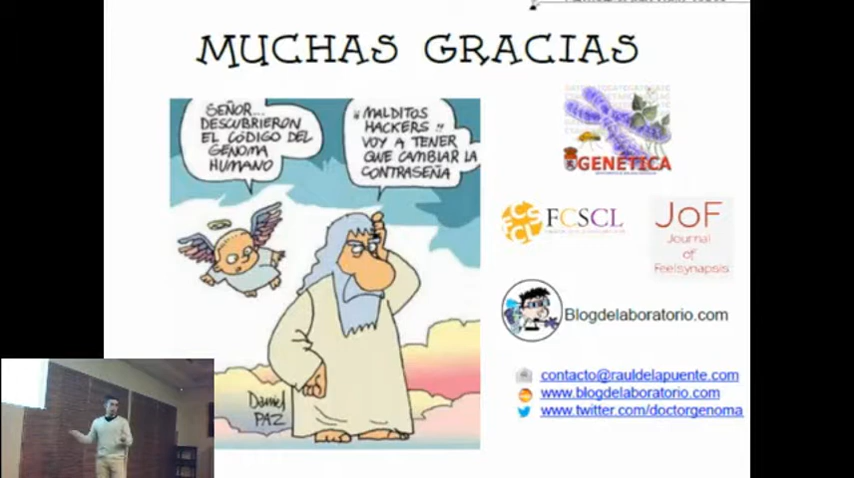 MUCHAS GRACIAS
SEÑOR...
DESCUBRIERON
EL CÓDIGO DEL
GENOMA
HUMANO
¡¡MALDITOS
HACKERS!!
VOY A TENER
QUE CAMBIAR LA
CONTRASEÑA
Daniel
PAZ
GENÉTICA
FCSCL
FCSCL
JoF
Journal
of
Feelsynapsis
Blogdelaboratorio.com
contacto@rauldelapuente.com
www.blogdelaboratorio.com
www.twitter.com/doctorgenoma